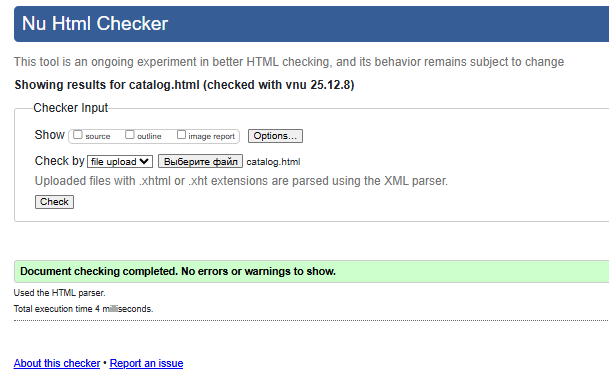 Nu Html Checker
This tool is an ongoing experiment in better HTML checking, and its behavior remains subject to change
Showing results for catalog.html (checked with vnu 25.12.8)
Checker Input
Show source outline image report Options...
Check by file upload Выберите файл catalog.html
Uploaded files with .xhtml or .xht extensions are parsed using the XML parser.
Check
Document checking completed. No errors or warnings to show.
Used the HTML parser.
Total execution time 4 milliseconds.
About this checker • Report an issue